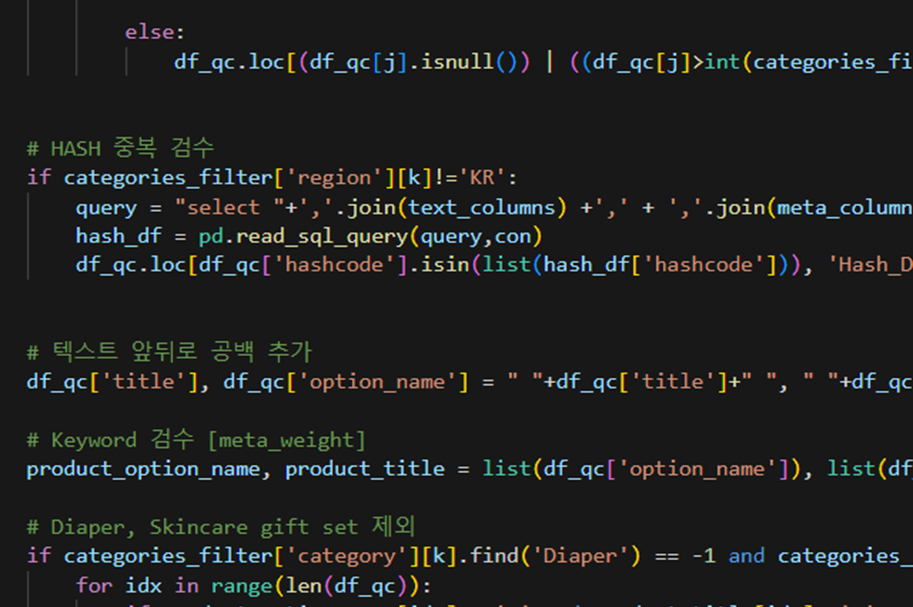 else:
df_qc.loc[(df_qc[j].isnull()) | ((df_qc[j]>int(categories_fi
# HASH 중복 검수
if categories_filter['region'][k]!='KR':
query = "select "+','.join(text_columns) +',' + ','.join(meta_column
hash_df = pd.read_sql_query(query,con)
df_qc.loc[df_qc['hashcode'].isin(list(hash_df['hashcode'])), 'Hash_D
# 텍스트 앞뒤로 공백 추가
df_qc['title'], df_qc['option_name'] = " "+df_qc['title']+" ", " "+df_qc
# Keyword 검수 [meta_weight]
product_option_name, product_title = list(df_qc['option_name']), list(df_
# Diaper, Skincare gift set 제외
if categories_filter['category'][k].find('Diaper') == -1 and categories_
for idx in range(len(df_qc)):